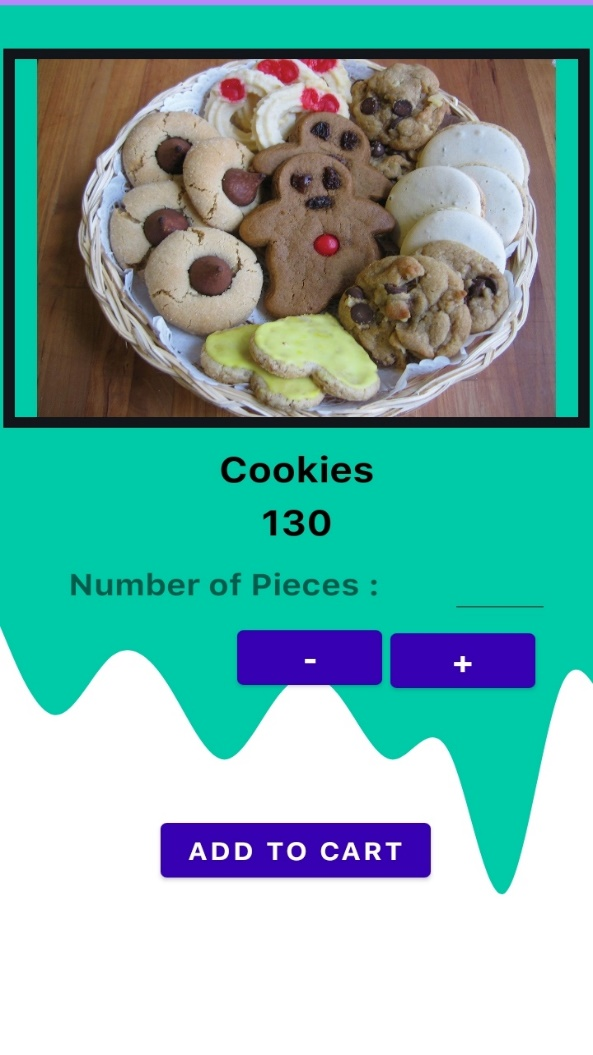 Cookies
130
Number of Pieces :
-
+
ADD TO CART